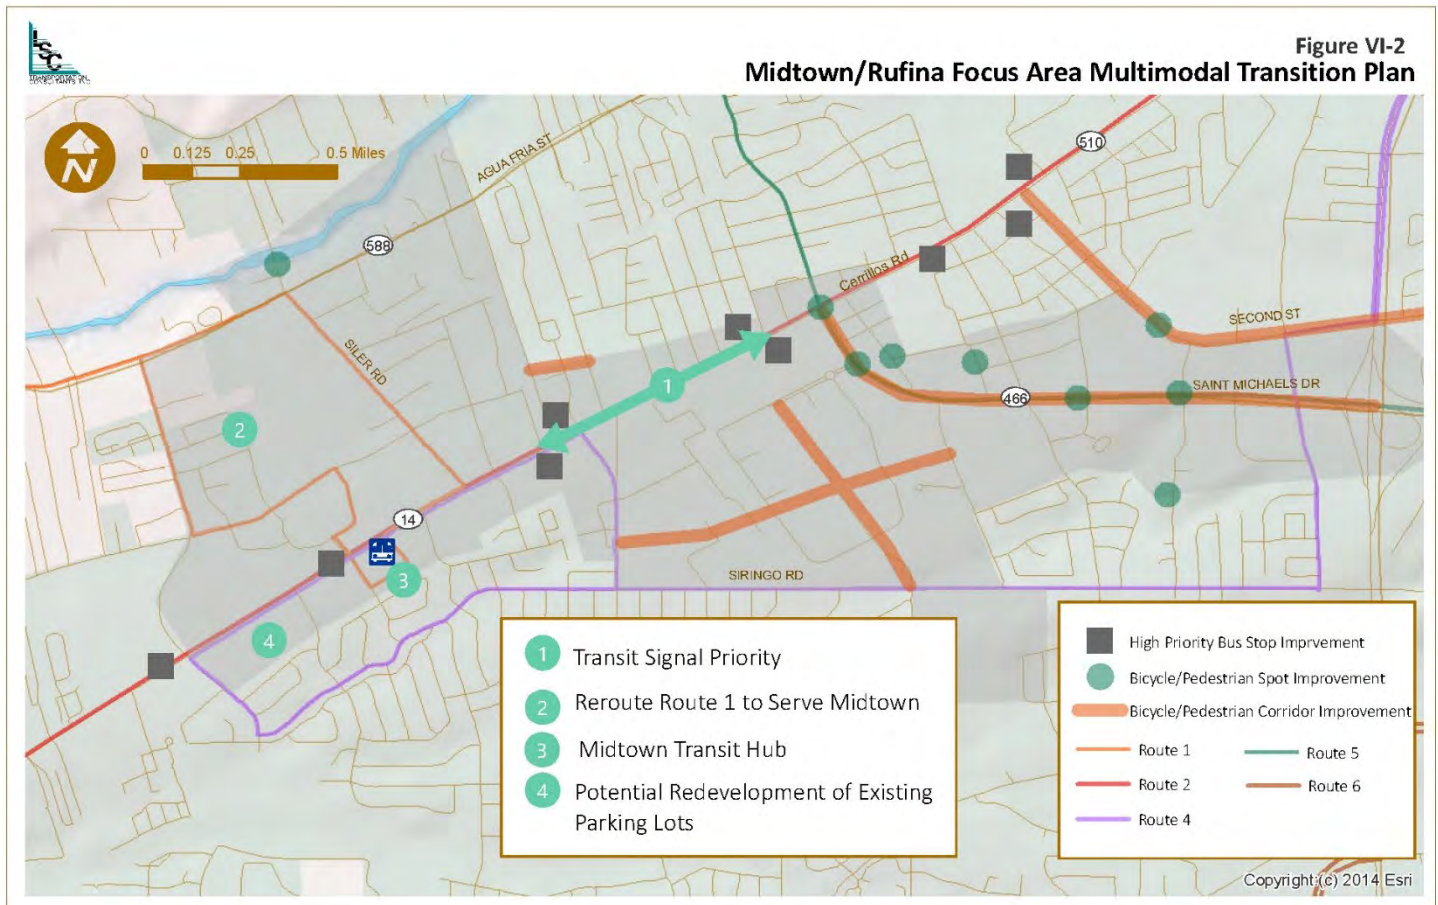 LSC
TRANSPORTATION
CONSULTANTS, INC.
Figure VI-2
Midtown/Rufina Focus Area Multimodal Transition Plan
N
0 0.125 0.25 0.5 Miles
AGUA FRIA ST
510
588
Cerrillos Rd
SECOND ST
SILER RD
1
SAINT MICHAELS DR
466
2
14
3
SIRINGO RD
4
1 Transit Signal Priority
2 Reroute Route 1 to Serve Midtown
3 Midtown Transit Hub
4 Potential Redevelopment of Existing
Parking Lots
High Priority Bus Stop Imprvement
Bicycle/Pedestrian Spot Improvement
Bicycle/Pedestrian Corridor Improvement
Route 1 Route 5
Route 2 Route 6
Route 4
Copyright:(c) 2014 Esri